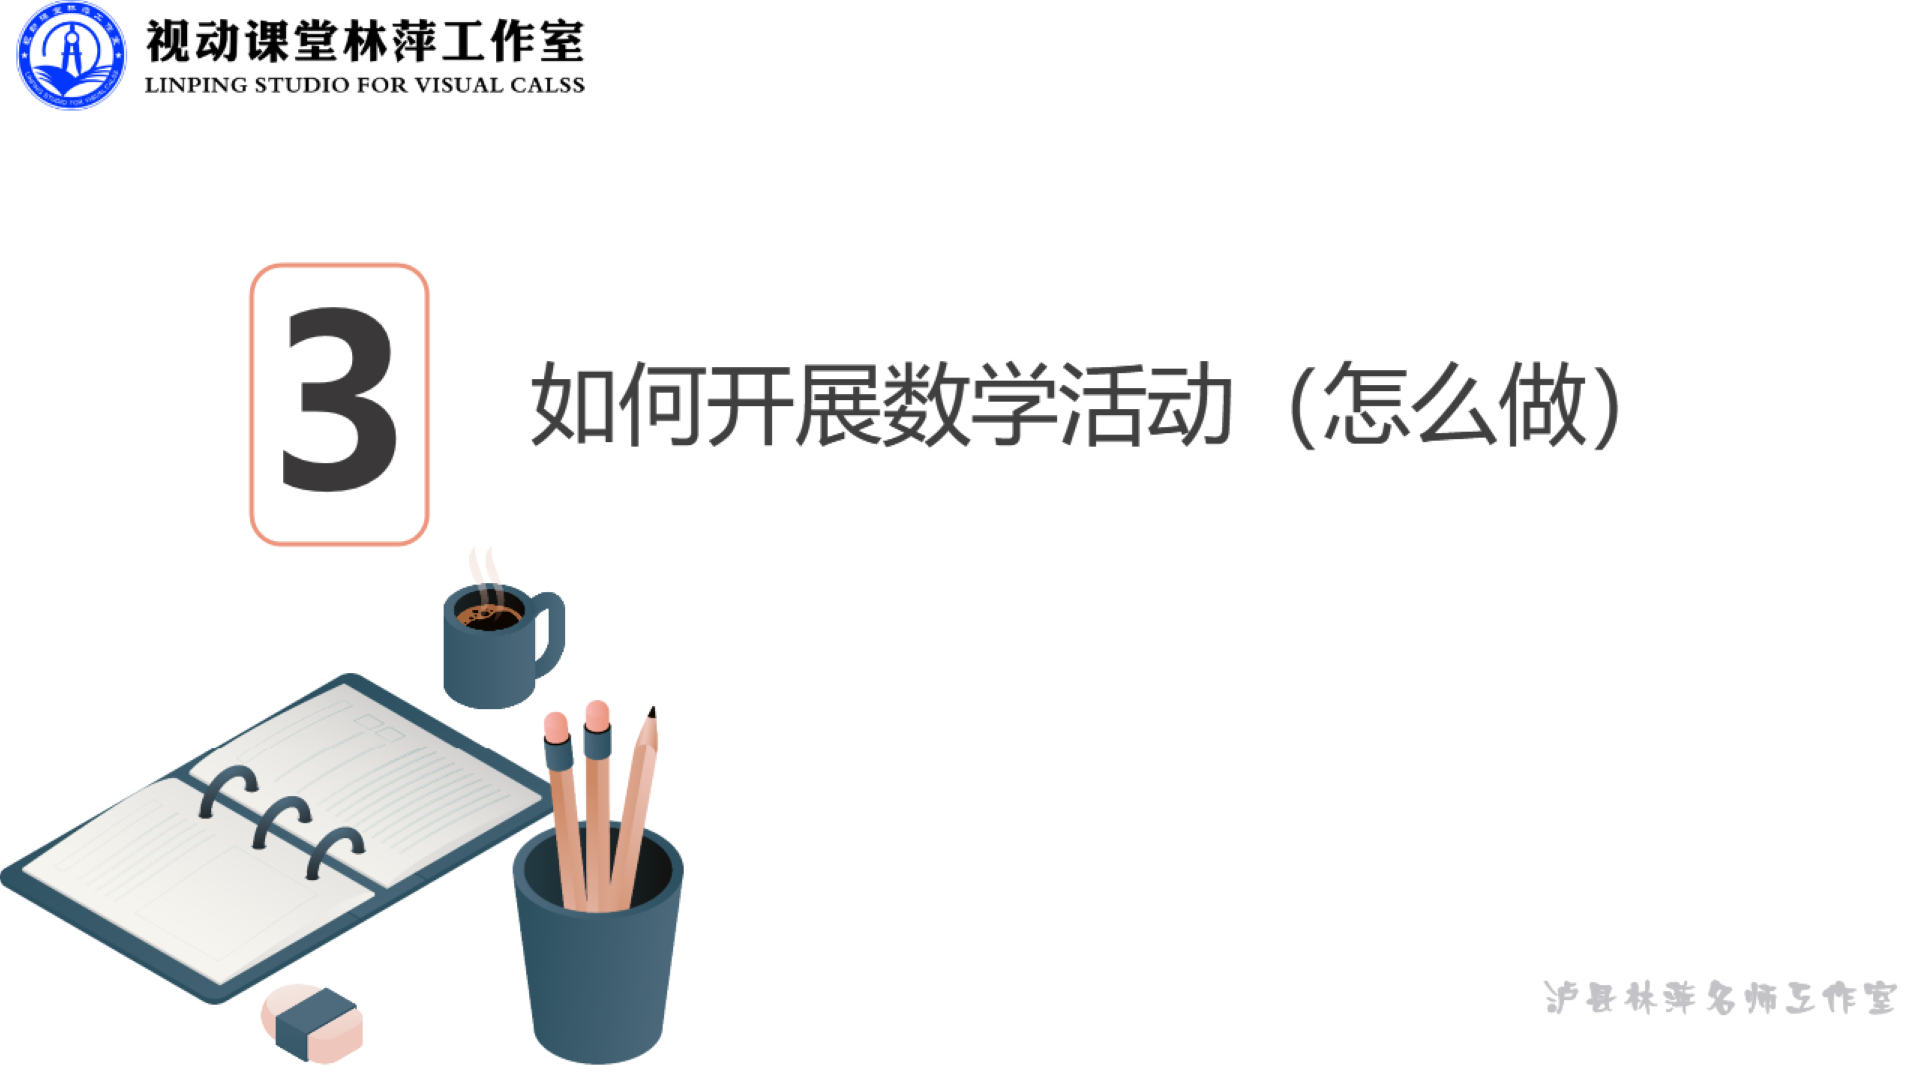 视动课堂林萍工作室
LINPING STUDIO FOR VISUAL CALSS
3
如何开展数学活动（怎么做）
泸县林萍名师工作室